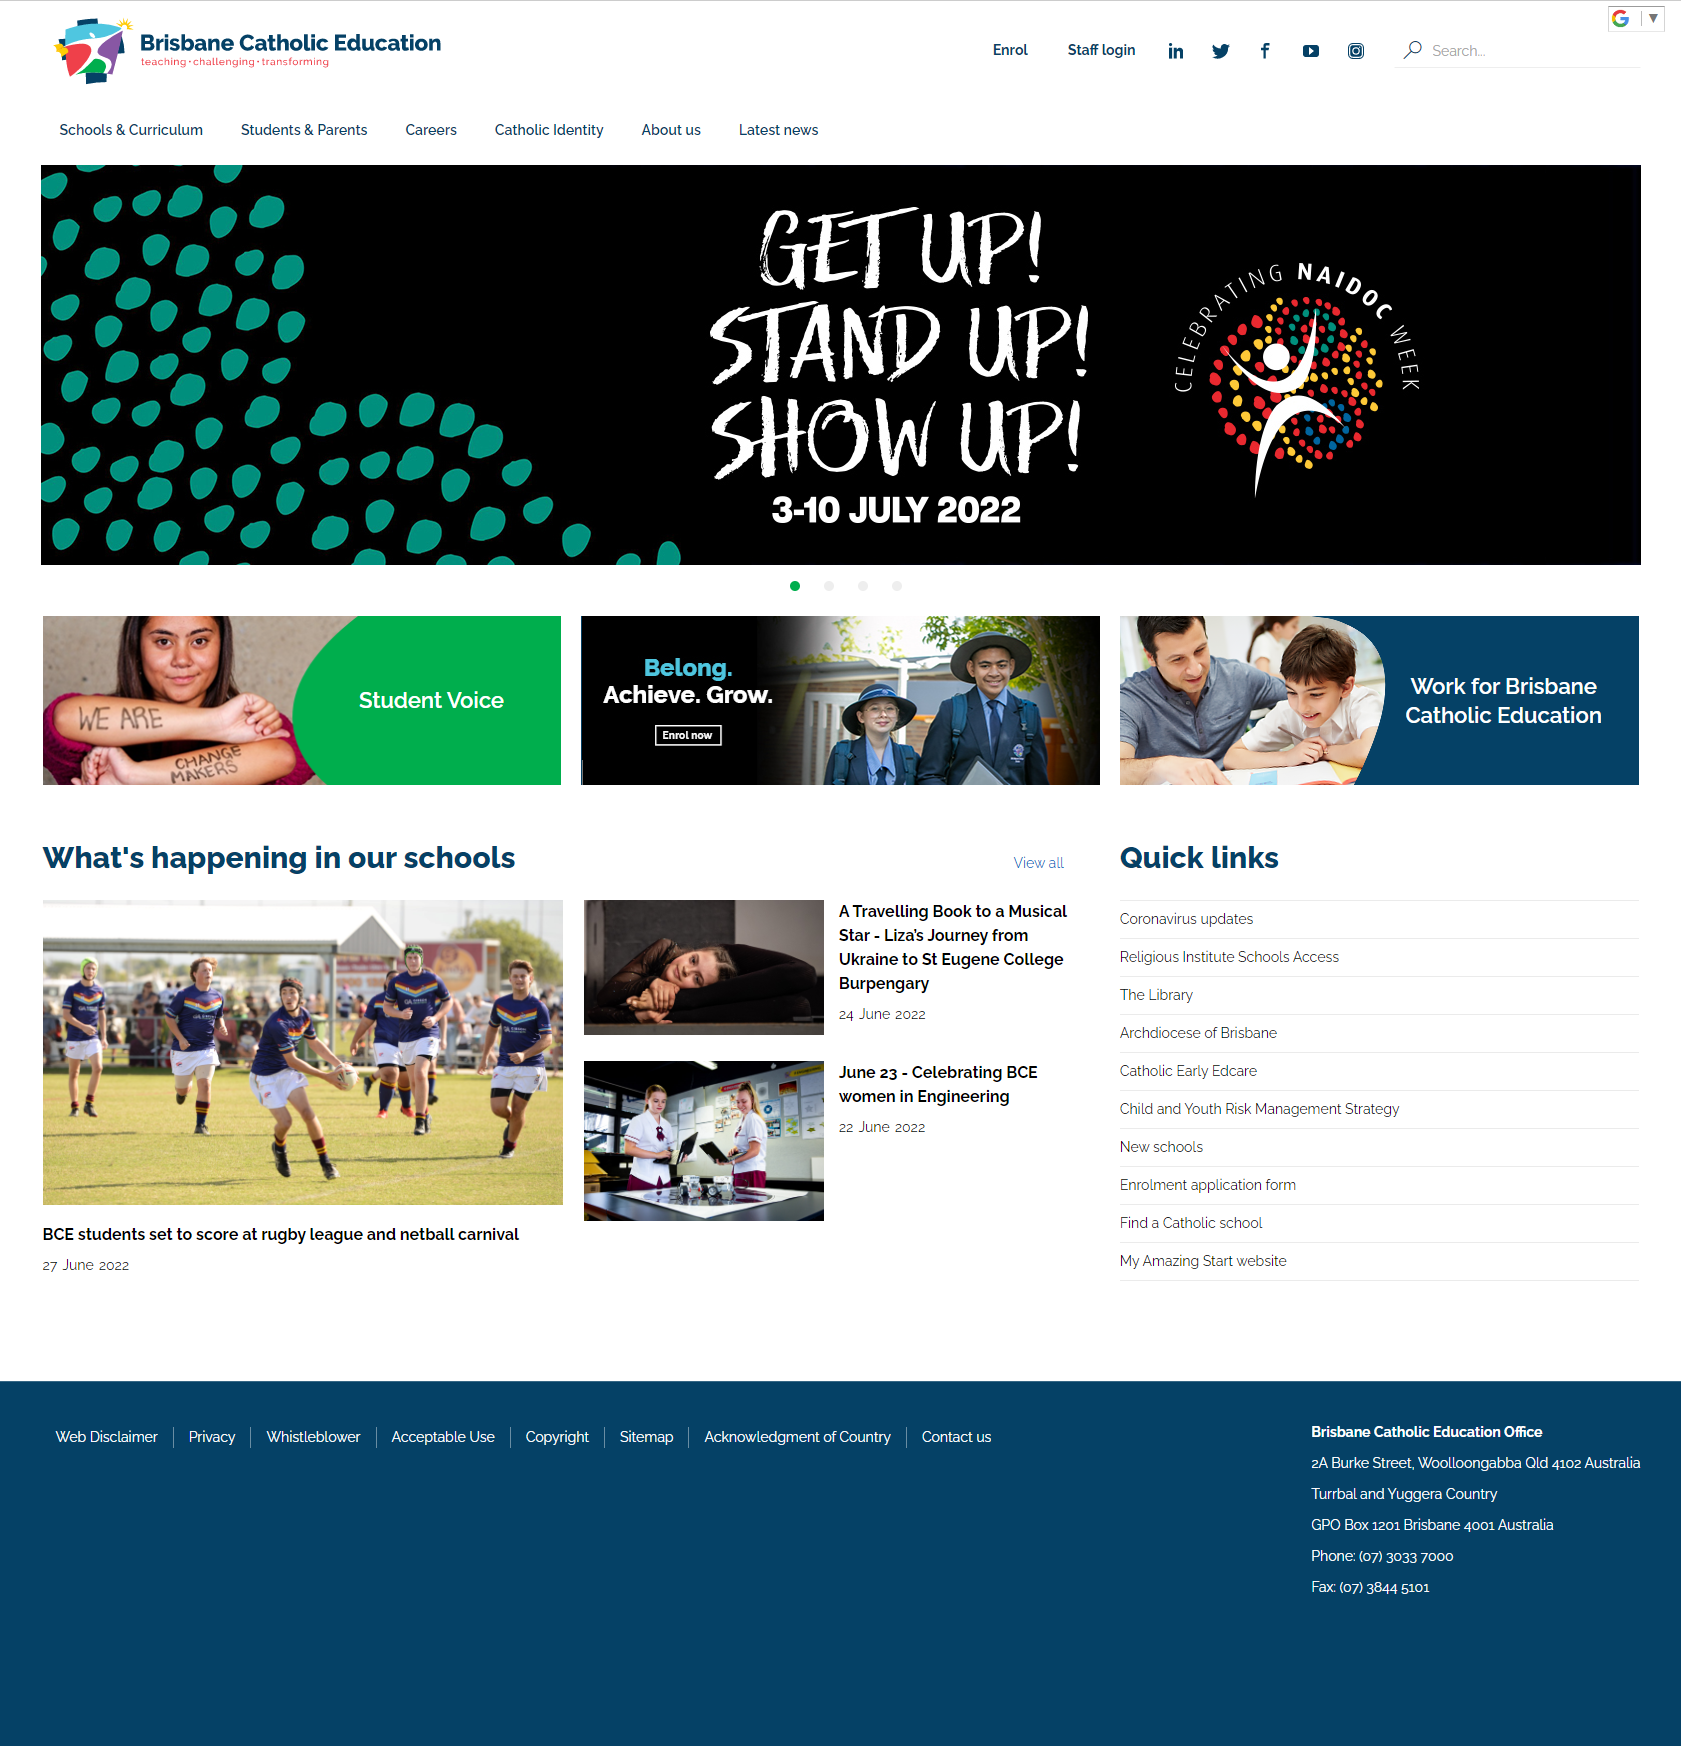 Brisbane Catholic Education
teaching · challenging · transforming
Enrol
Staff login
Search...
Schools & Curriculum
Students & Parents
Careers
Catholic Identity
About us
Latest news
GET UP!
STAND UP!
SHOW UP!
3-10 JULY 2022
CELEBRATING NAIDOC WEEK
WE ARE
CHANGE
MAKERS
Student Voice
Belong.
Achieve. Grow.
Enrol now
Work for Brisbane
Catholic Education
What's happening in our schools
View all
BCE students set to score at rugby league and netball carnival
27 June 2022
A Travelling Book to a Musical
Star - Liza's Journey from
Ukraine to St Eugene College
Burpengary
24 June 2022
June 23 - Celebrating BCE
women in Engineering
22 June 2022
Quick links
Coronavirus updates
Religious Institute Schools Access
The Library
Archdiocese of Brisbane
Catholic Early Edcare
Child and Youth Risk Management Strategy
New schools
Enrolment application form
Find a Catholic school
My Amazing Start website
Web Disclaimer
Privacy
Whistleblower
Acceptable Use
Copyright
Sitemap
Acknowledgment of Country
Contact us
Brisbane Catholic Education Office
2A Burke Street, Woolloongabba Qld 4102 Australia
Turrbal and Yuggera Country
GPO Box 1201 Brisbane 4001 Australia
Phone: (07) 3033 7000
Fax: (07) 3844 5101